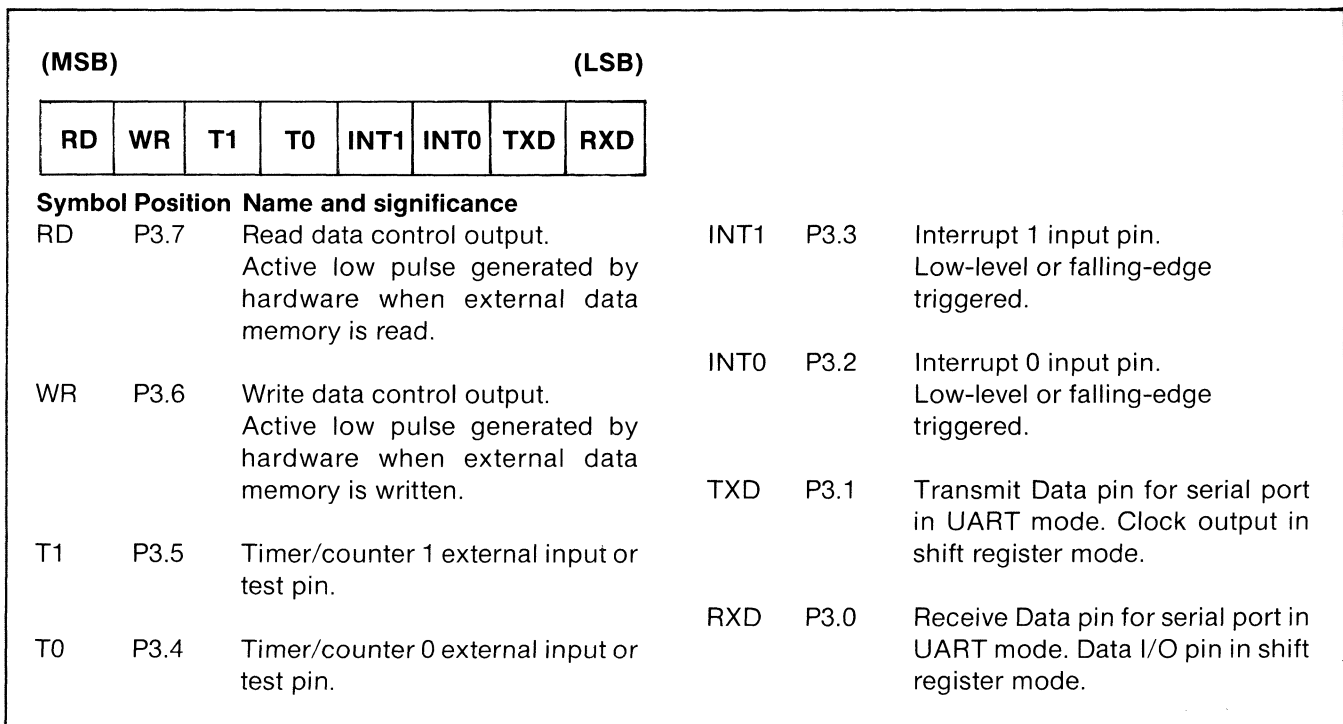 (MSB) (LSB)
RD WR T1 T0 INT1 INT0 TXD RXD
Symbol Position Name and significance
RD P3.7 Read data control output.
Active low pulse generated by
hardware when external data
memory is read.
WR P3.6 Write data control output.
Active low pulse generated by
hardware when external data
memory is written.
T1 P3.5 Timer/counter 1 external input or
test pin.
T0 P3.4 Timer/counter 0 external input or
test pin.
INT1 P3.3 Interrupt 1 input pin.
Low-level or falling-edge
triggered.
INT0 P3.2 Interrupt 0 input pin.
Low-level or falling-edge
triggered.
TXD P3.1 Transmit Data pin for serial port
in UART mode. Clock output in
shift register mode.
RXD P3.0 Receive Data pin for serial port in
UART mode. Data I/O pin in shift
register mode.